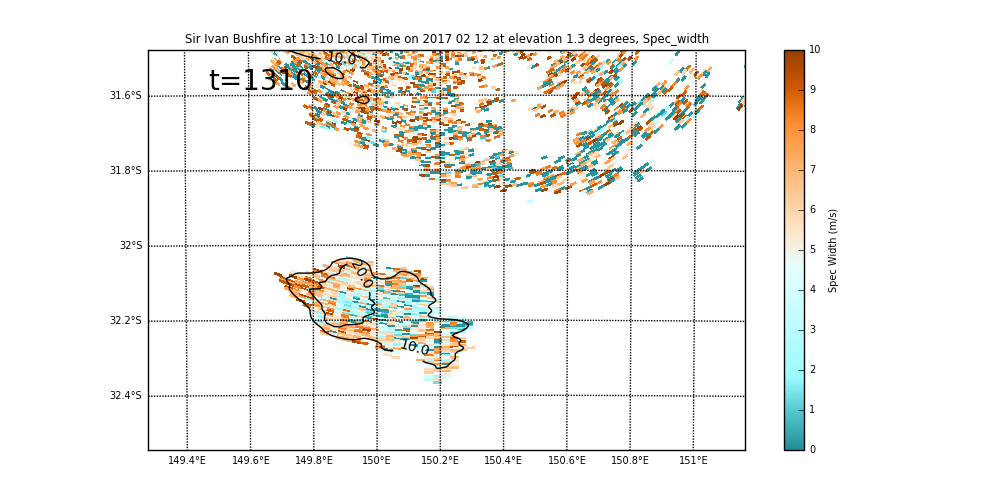 Sir Ivan Bushfire at 13:10 Local Time on 2017 02 12 at elevation 1.3 degrees, Spec_width
10.0
t=1310
31.6°S
31.8°S
32°S
32.2°S
32.4°S
10.0
149.4°E 149.6°E 149.8°E 150°E 150.2°E 150.4°E 150.6°E 150.8°E 151°E
10
9
8
7
6
5
4
3
2
1
0
Spec Width (m/s)